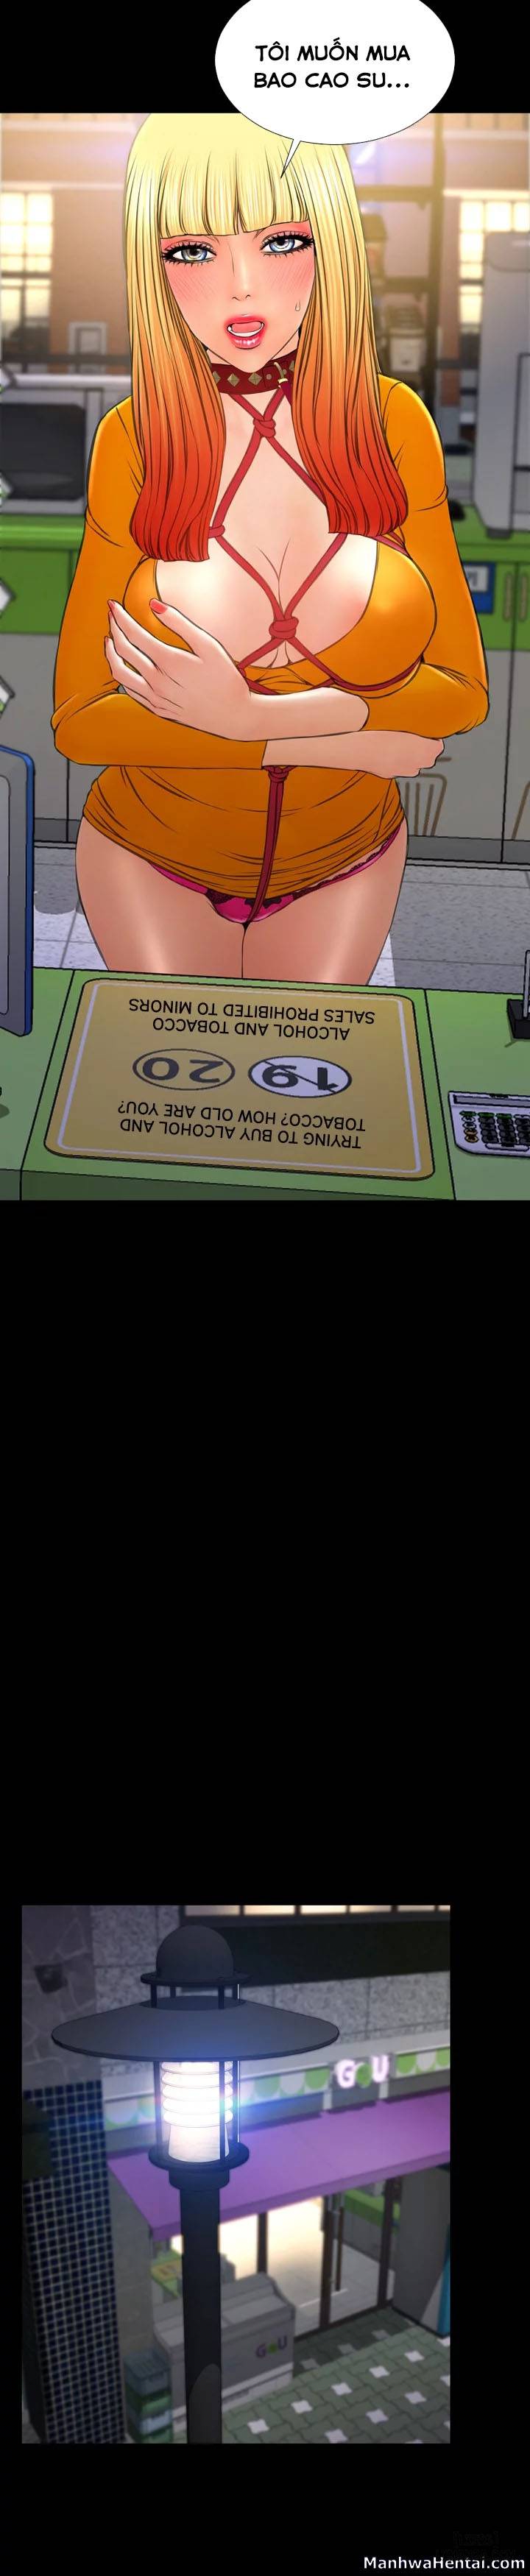 TÔI MUỐN MUA
BAO CAO SU...
TRYING TO BUY ALCOHOL AND
TOBACCO? HOW OLD ARE YOU?
19 20
ALCOHOL AND TOBACCO
SALES PROHIBITED TO MINORS
GU
GU
ManhwaHentai.com